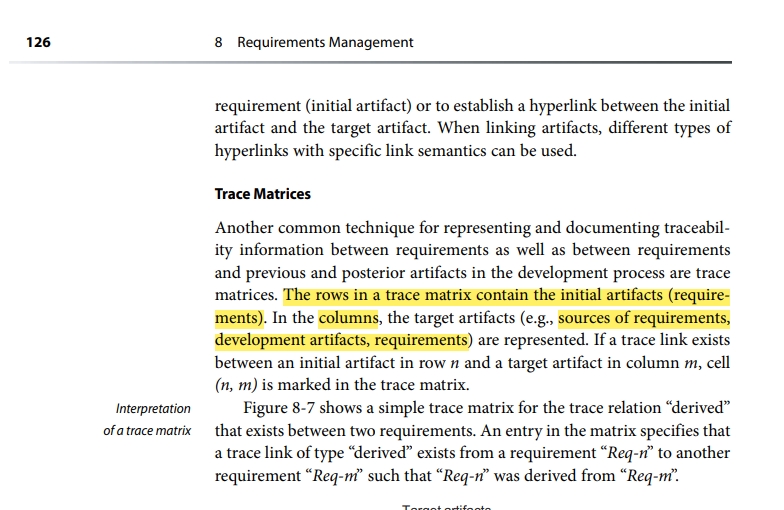 126
8 Requirements Management
requirement (initial artifact) or to establish a hyperlink between the initial
artifact and the target artifact. When linking artifacts, different types of
hyperlinks with specific link semantics can be used.
Trace Matrices
Another common technique for representing and documenting traceabil-
ity information between requirements as well as between requirements
and previous and posterior artifacts in the development process are trace
matrices. The rows in a trace matrix contain the initial artifacts (require-
ments). In the columns, the target artifacts (e.g., sources of requirements,
development artifacts, requirements) are represented. If a trace link exists
between an initial artifact in row n and a target artifact in column m, cell
(n, m) is marked in the trace matrix.
Interpretation
of a trace matrix
Figure 8-7 shows a simple trace matrix for the trace relation “derived”
that exists between two requirements. An entry in the matrix specifies that
a trace link of type “derived” exists from a requirement “Req-n” to another
requirement “Req-m” such that “Req-n” was derived from “Req-m”.
Target artifacts